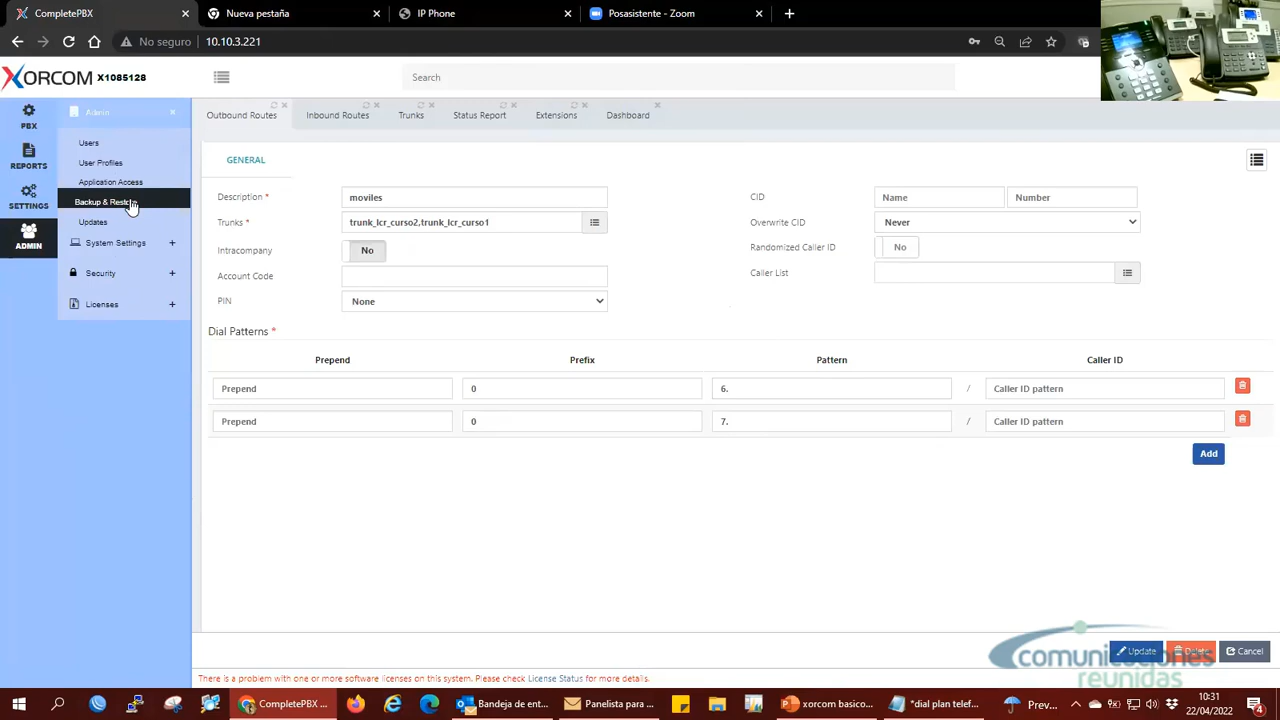 CompletePBX
Nueva pestaña
IP Phone
Posasistente - Zoom
No seguro
10.10.3.221
XORCOM X1085128
Search
PBX
REPORTS
SETTINGS
ADMIN
Admin
Users
User Profiles
Application Access
Backup & Restore
Updates
System Settings +
Security +
Licenses +
Outbound Routes
Inbound Routes
Trunks
Status Report
Extensions
Dashboard
GENERAL
Description * moviles
Trunks * trunk_lcr_curso2,trunk_lcr_curso1
Intracompany No
Account Code
PIN None
CID Name Number
Overwrite CID Never
Randomized Caller ID No
Caller List
Dial Patterns *
Prepend Prefix Pattern Caller ID
Prepend 0 6. / Caller ID pattern
Prepend 0 7. / Caller ID pattern
Add
Update Delete Cancel
comunicaciones
reunidas
There is a problem with one or more software licenses on this system. Please check License Status for more details.
CompletePBX ...
Bandeja de ent...
Panelista para ...
xorcom basico...
*dial plan telef...
Prev...
10:31
22/04/2022
4